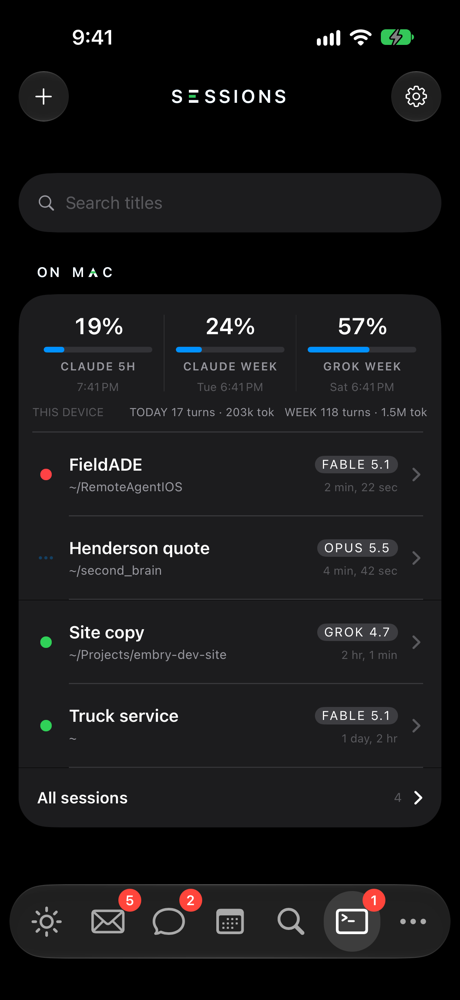 9:41
SESSIONS
Search titles
ON MAC
19% 24% 57%
CLAUDE 5H CLAUDE WEEK GROK WEEK
7:41 PM Tue 6:41 PM Sat 6:41 PM
THIS DEVICE TODAY 17 turns · 203k tok WEEK 118 turns · 1.5M tok
FieldADE FABLE 5.1
~/RemoteAgentIOS 2 min, 22 sec
Henderson quote OPUS 5.5
~/second_brain 4 min, 42 sec
Site copy GROK 4.7
~/Projects/embry-dev-site 2 hr, 1 min
Truck service FABLE 5.1
~ 1 day, 2 hr
All sessions 4
5 2 1